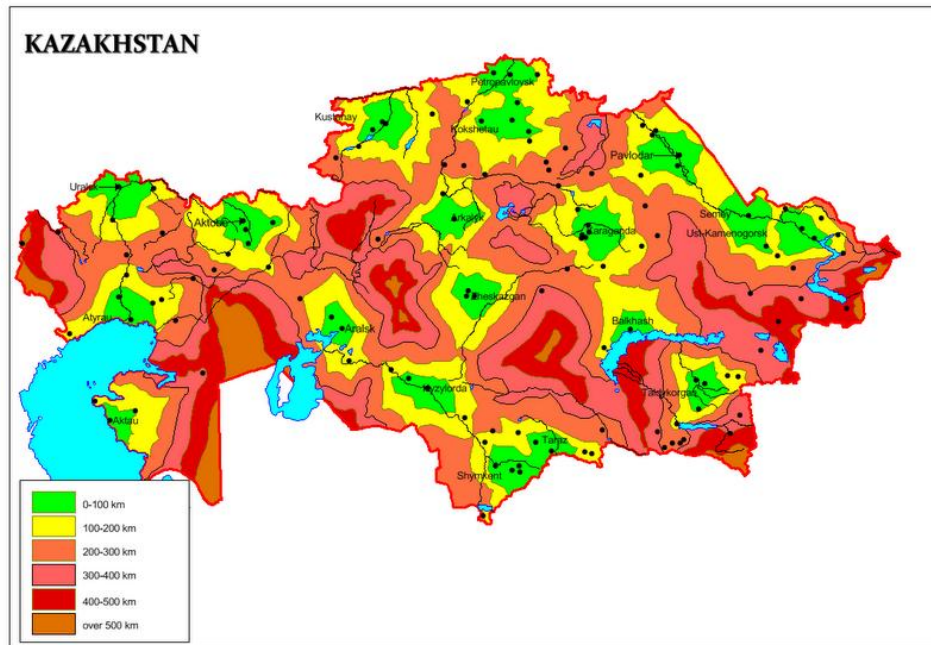 KAZAKHSTAN
Petropavlovsk
Kustanay
Kokshetau
Pavlodar
Uralsk
Aktobe
Arkalyk
Karaganda
Semey
Ust-Kamenogorsk
Zheskazgan
Atyrau
Aralsk
Balkhash
Kyzylorda
Taldykorgan
Aktau
Taraz
Shymkent
0-100 km
100-200 km
200-300 km
300-400 km
400-500 km
over 500 km